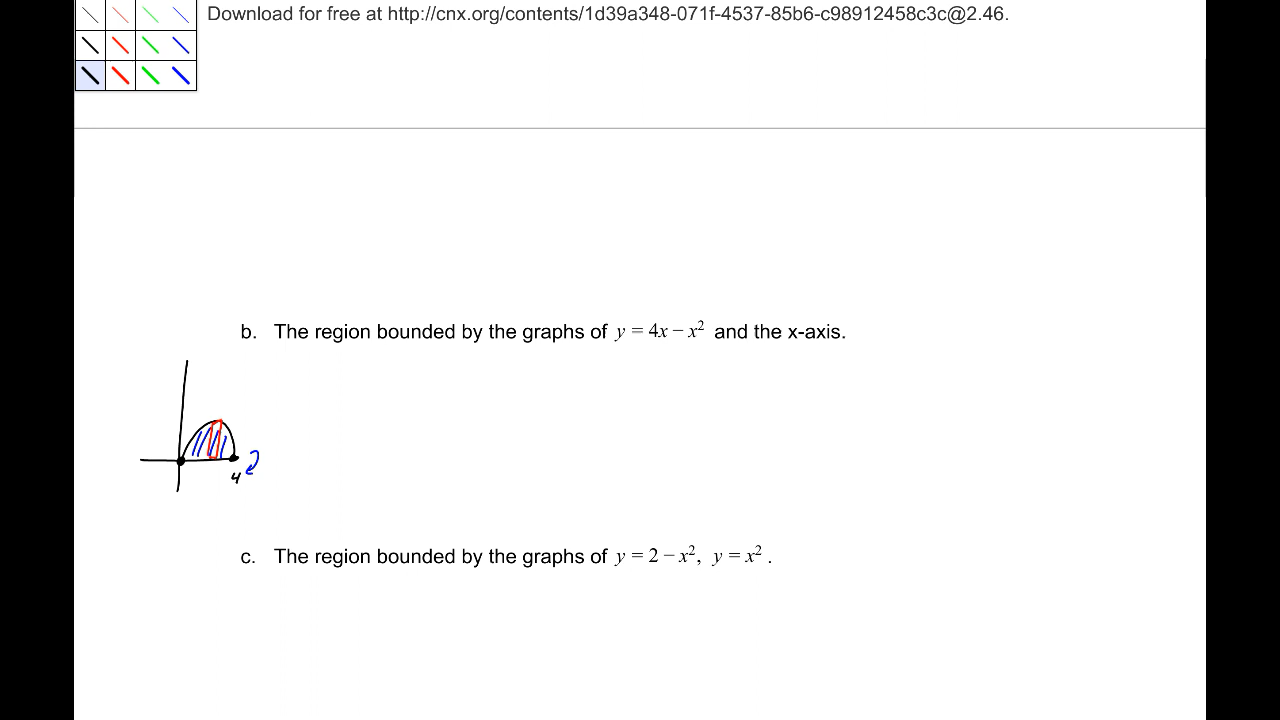 Download for free at http://cnx.org/contents/1d39a348-071f-4537-85b6-c98912458c3c@2.46.
b. The region bounded by the graphs of y = 4x − x² and the x-axis.
4
c. The region bounded by the graphs of y = 2 − x², y = x².